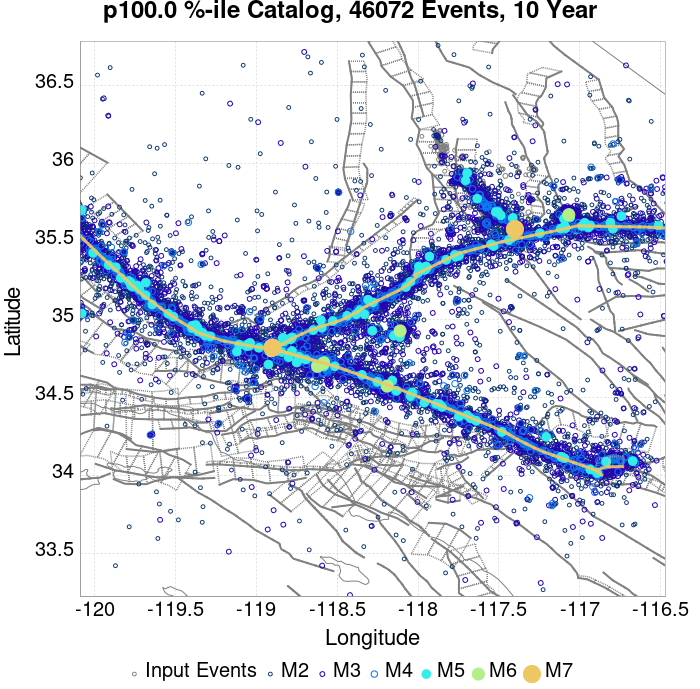 p100.0 %-ile Catalog, 46072 Events, 10 Year
36.5
36
35.5
35
34.5
34
33.5
Latitude
-120 -119.5 -119 -118.5 -118 -117.5 -117 -116.5
Longitude
Input Events M2 M3 M4 M5 M6 M7